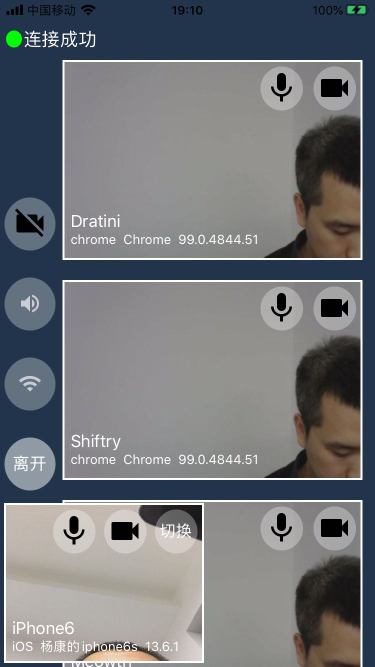 中国移动 19:10 100%
连接成功
Dratini
chrome Chrome 99.0.4844.51
Shiftry
chrome Chrome 99.0.4844.51
离开
切换
iPhone6
iOS 杨康的iphone6s 13.6.1
Meowth